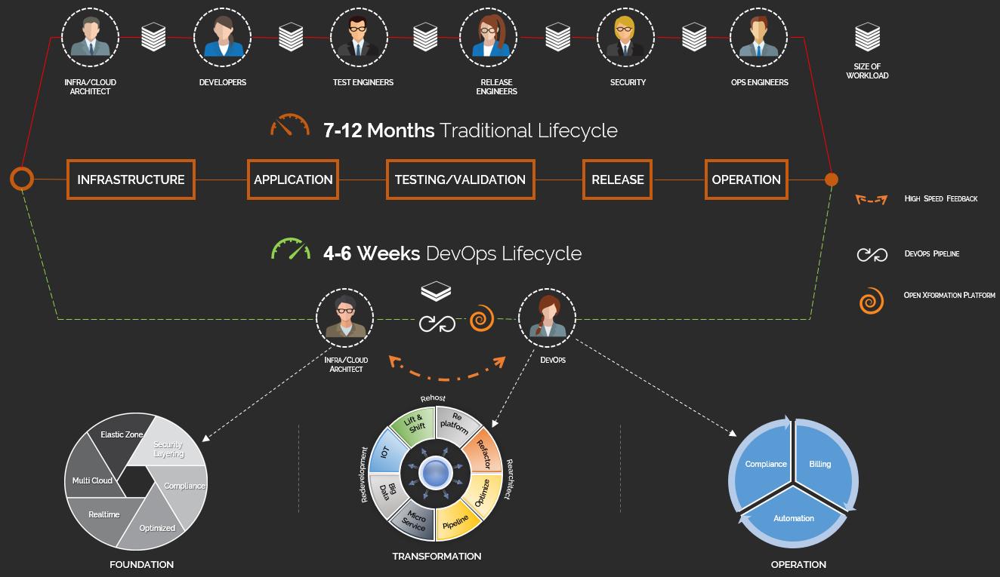 INFRA/CLOUD
ARCHITECT
DEVELOPERS
TEST ENGINEERS
RELEASE
ENGINEERS
SECURITY
OPS ENGINEERS
SIZE OF
WORKLOAD
7-12 Months Traditional Lifecycle
INFRASTRUCTURE
APPLICATION
TESTING/VALIDATION
RELEASE
OPERATION
HIGH SPEED FEEDBACK
4-6 Weeks DevOps Lifecycle
DEVOPS PIPELINE
OPEN XFORMATION PLATFORM
INFRA/CLOUD
ARCHITECT
DEVOPS
Elastic Zone
Security
Layering
Multi Cloud
Compliance
Realtime
Optimized
FOUNDATION
Rehost
Lift &
Shift
Re
platform
IOT
Refactor
Redevelopment
Rearchitect
Big
Data
Optimize
Micro
Service
Pipeline
TRANSFORMATION
Compliance
Billing
Automation
OPERATION